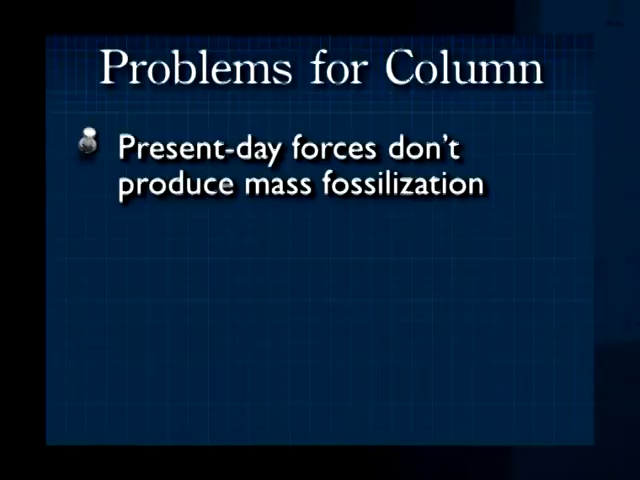 Problems for Column
Present-day forces don't
produce mass fossilization